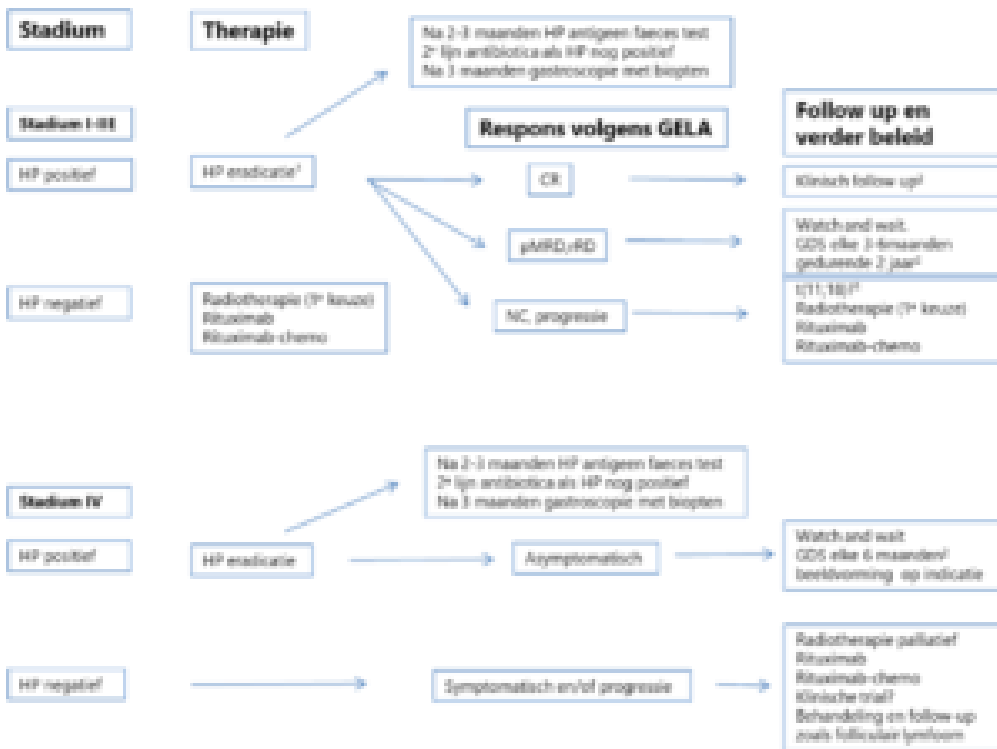 Stadium
Therapie
Na 2-3 maanden HP antigeen faeces test
2e lijn antibiotica als HP nog positief
Na 3 maanden gastroscopie met biopten
Stadium I-III
Respons volgens GELA
Follow up en
verder beleid
HP positief
HP eradicatie
CR
Klinisch follow up
pMRD,rRD
Watch and wait.
GDS elke 3-6maanden
gedurende 2 jaar
HP negatief
Radiotherapie (1e keuze)
Rituximab
Rituximab-chemo
NC, progressie
t(11;18)?
Radiotherapie (1e keuze)
Rituximab
Rituximab-chemo
Na 2-3 maanden HP antigeen faeces test
2e lijn antibiotica als HP nog positief
Na 3 maanden gastroscopie met biopten
Stadium IV
HP positief
HP eradicatie
Asymptomatisch
Watch and wait
GDS elke 6 maanden
beeldvorming op indicatie
HP negatief
Symptomatisch en/of progressie
Radiotherapie palliatief
Rituximab
Rituximab-chemo
Klinische trial?
Behandeling en follow-up
zoals folliculair lymfoom